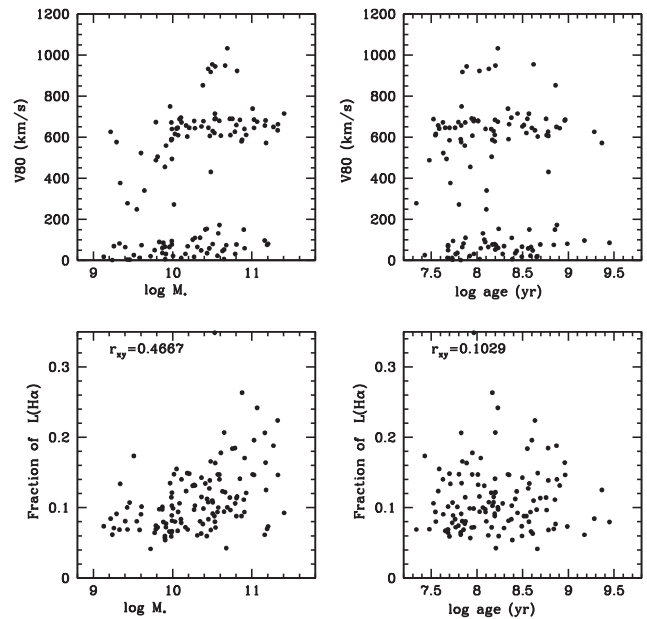 1200
1000
800
600
400
200
0
V80 (km/s)
9 10 11
log M.
1200
1000
800
600
400
200
0
V80 (km/s)
7.5 8 8.5 9 9.5
log age (yr)
0.3
0.2
0.1
0
Fraction of L(Hα)
r_xy=0.4667
9 10 11
log M.
0.3
0.2
0.1
0
Fraction of L(Hα)
r_xy=0.1029
7.5 8 8.5 9 9.5
log age (yr)